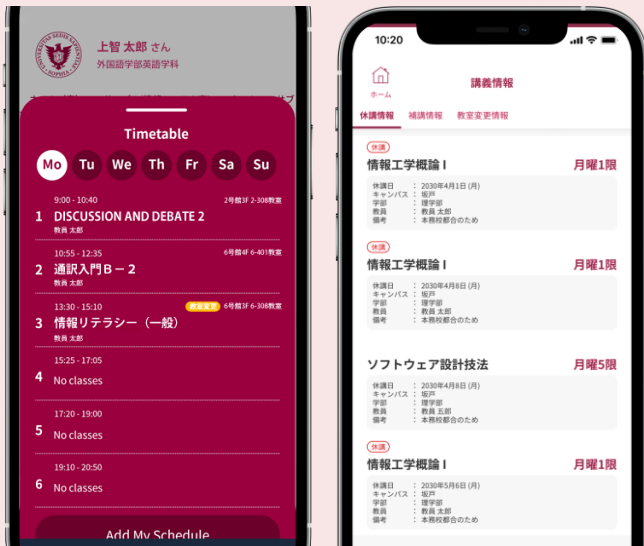 上智 太郎 さん
外国語学部英語学科
Timetable
Mo Tu We Th Fr Sa Su
9:00 - 10:40 2号館3F 2-308教室
1 DISCUSSION AND DEBATE 2
教員 太郎
10:55 - 12:35 6号館4F 6-401教室
2 通訳入門B－2
教員 太郎
13:30 - 15:10 教室変更 6号館3F 6-308教室
3 情報リテラシー（一般）
教員 太郎
15:25 - 17:05
4 No classes
17:20 - 19:00
5 No classes
19:10 - 20:50
6 No classes
Add My Schedule
10:20
ホーム
講義情報
休講情報 補講情報 教室変更情報
休講
情報工学概論 I 月曜1限
休講日 ： 2030年4月1日 (月)
キャンパス ： 坂戸
学部 ： 理学部
教員 ： 教員 太郎
備考 ： 本務校都合のため
休講
情報工学概論 I 月曜1限
休講日 ： 2030年4月8日 (月)
キャンパス ： 坂戸
学部 ： 理学部
教員 ： 教員 太郎
備考 ： 本務校都合のため
ソフトウェア設計技法 月曜5限
休講日 ： 2030年4月8日 (月)
キャンパス ： 坂戸
学部 ： 理学部
教員 ： 教員 五郎
備考 ： 本務校都合のため
休講
情報工学概論 I 月曜1限
休講日 ： 2030年5月6日 (月)
キャンパス ： 坂戸
学部 ： 理学部
教員 ： 教員 太郎
備考 ： 本務校都合のため